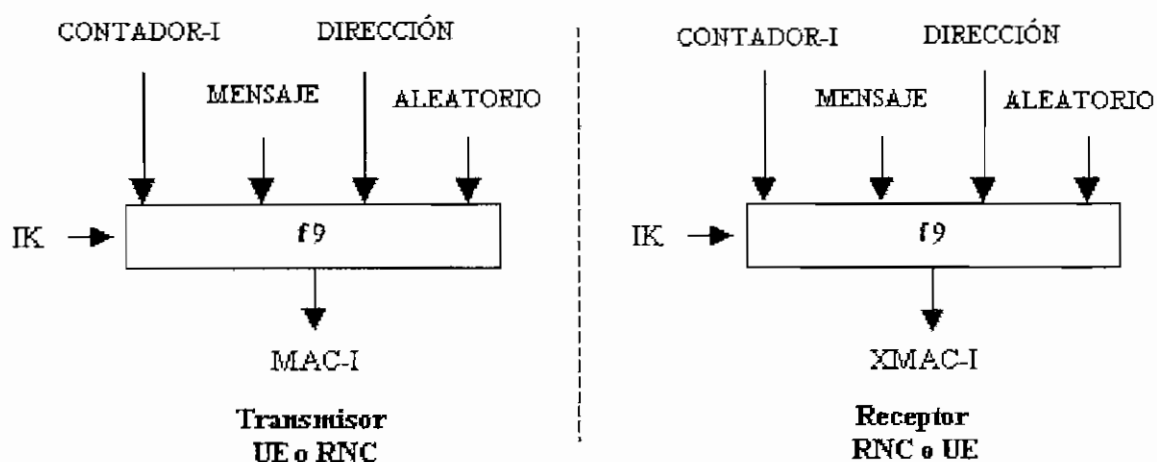 CONTADOR-I
DIRECCIÓN
MENSAJE
ALEATORIO
IK
f9
MAC-I
Transmisor
UE o RNC
CONTADOR-I
DIRECCIÓN
MENSAJE
ALEATORIO
IK
f9
XMAC-I
Receptor
RNC o UE